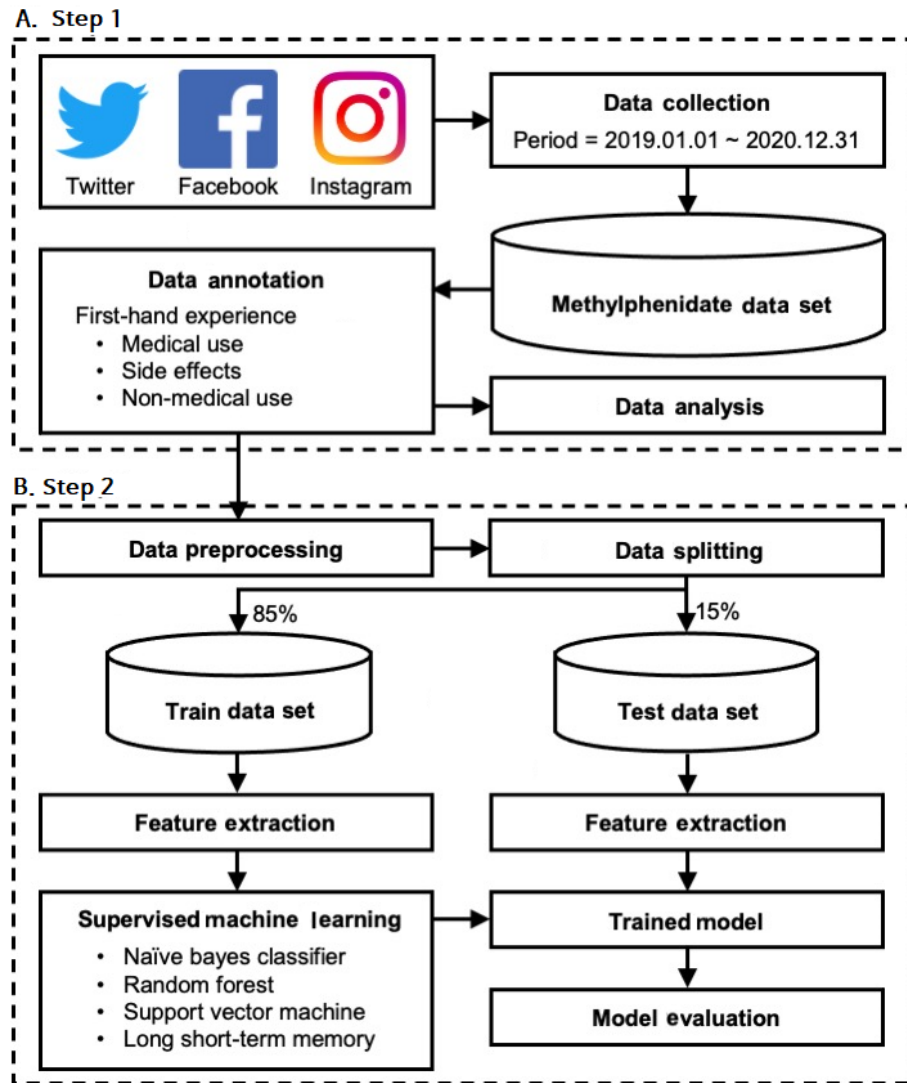 A. Step 1
Twitter Facebook Instagram
Data collection
Period = 2019.01.01 ~ 2020.12.31
Methylphenidate data set
Data annotation
First-hand experience
• Medical use
• Side effects
• Non-medical use
Data analysis
B. Step 2
Data preprocessing
Data splitting
85%
15%
Train data set
Test data set
Feature extraction
Feature extraction
Supervised machine learning
• Naïve bayes classifier
• Random forest
• Support vector machine
• Long short-term memory
Trained model
Model evaluation